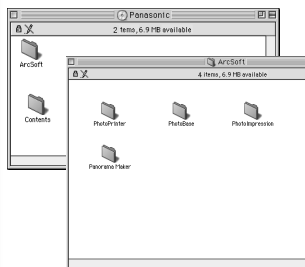 Panasonic
2 items, 6.9 MB available
ArcSoft
Contents
ArcSoft
4 items, 6.9 MB available
PhotoPrinter
PhotoBase
PhotoImpression
Panorama Maker